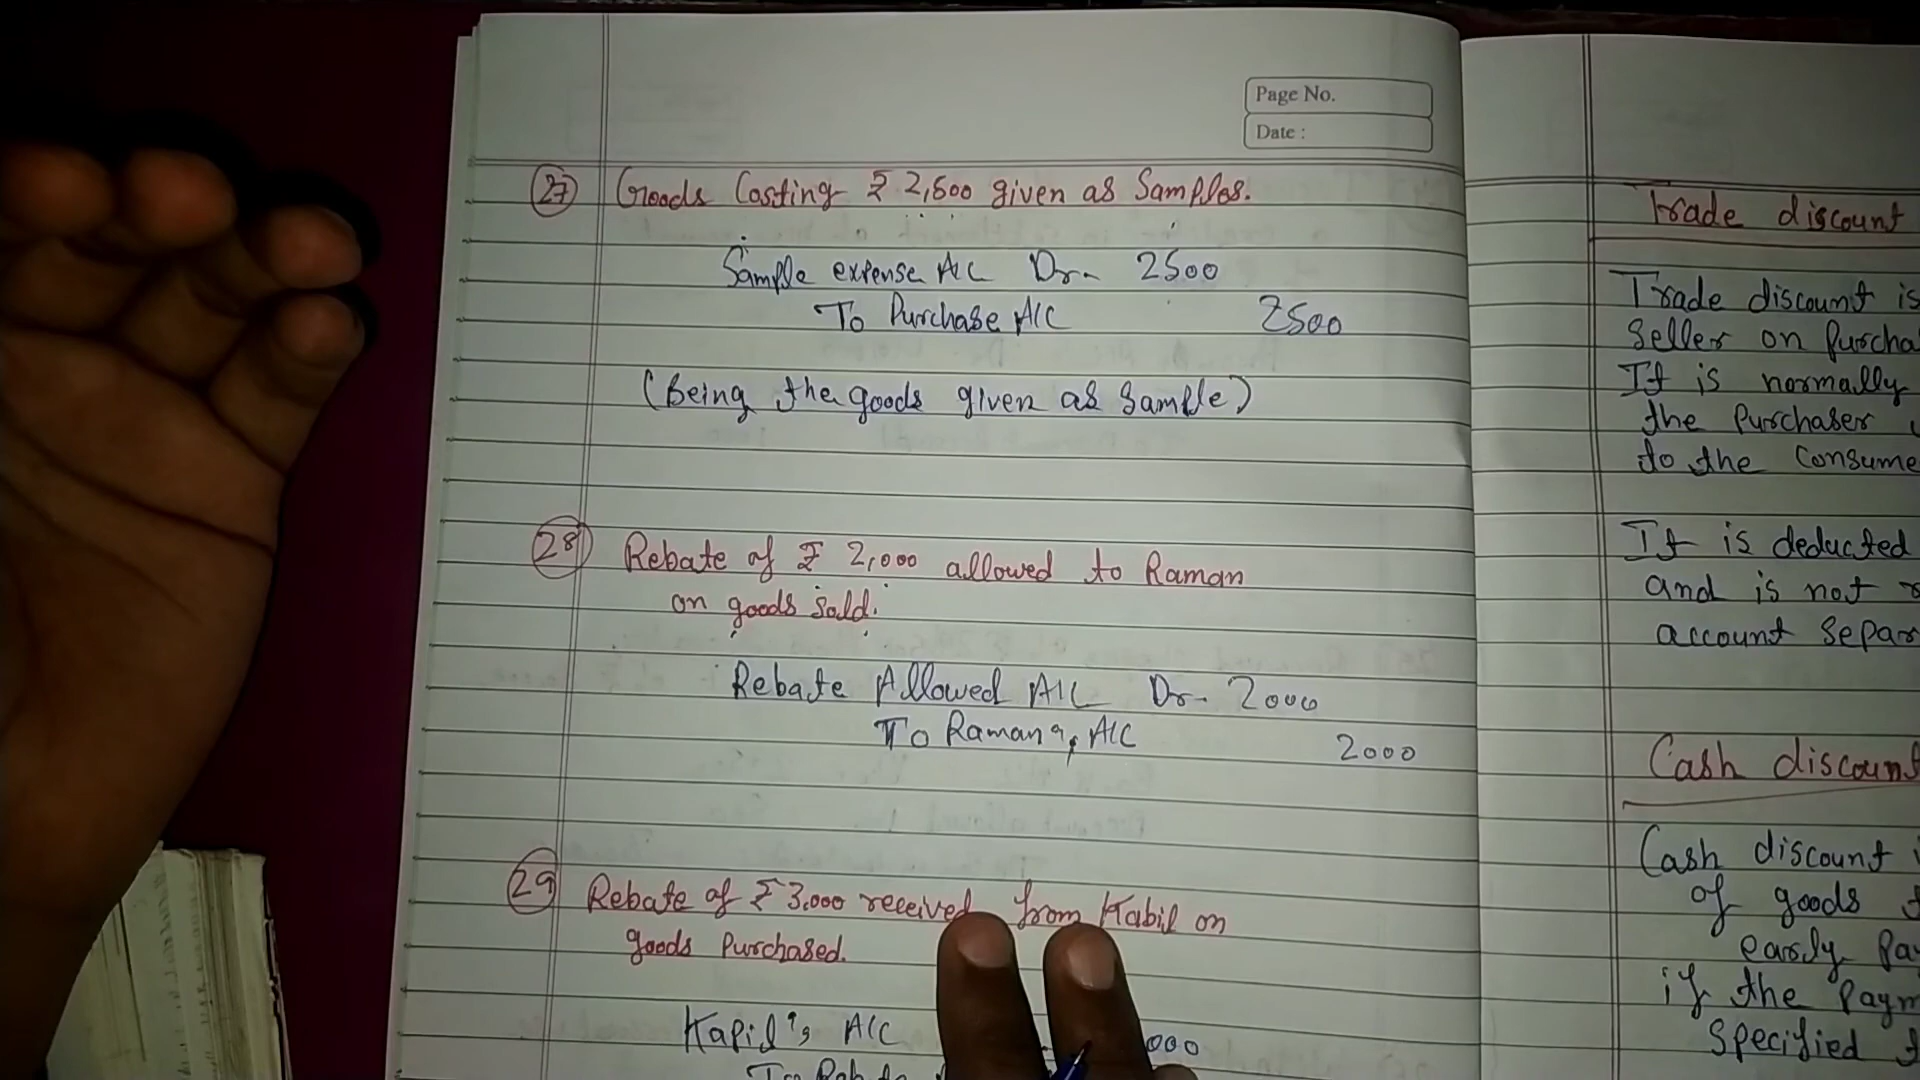 Page No.
Date :
27 Goods Costing ₹ 2,500 given as Samples.
Sample expense A/C Dr- 2500
To Purchase A/C 2500
(Being the goods given as Sample)
28 Rebate of ₹ 2,000 allowed to Raman
on goods sold.
Rebate Allowed A/C Dr- 2000
To Raman's A/C 2000
29 Rebate of ₹ 3,000 received from Kabil on
goods Purchased.
Kapil's A/C 000
To
Trade discount
Trade discount is
Seller on Purcha
It is normally
the Purchaser
to the Consume
It is deducted
and is not
account Separ
Cash discount
Cash discount
of goods
early Pa
if the Paym
Specified